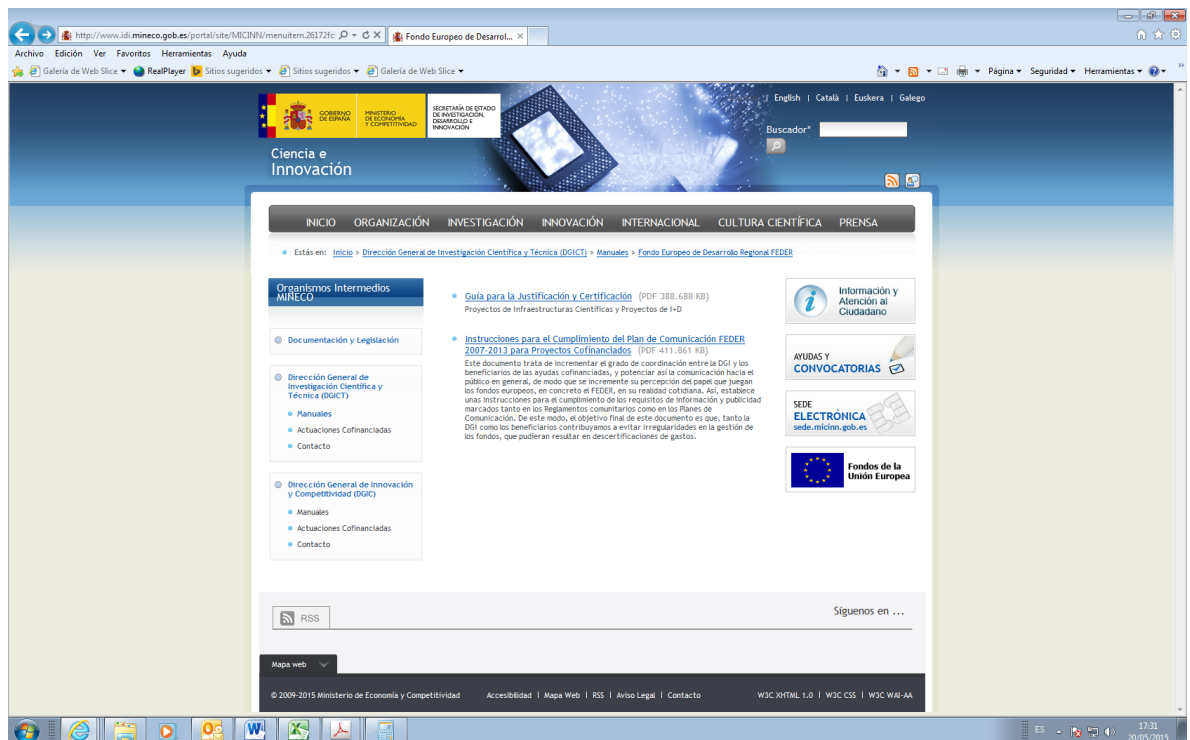 http://www.idi.mineco.gob.es/portal/site/MICINN/menuitem.26172fc
Fondo Europeo de Desarrol...
Archivo Edición Ver Favoritos Herramientas Ayuda
Galería de Web Slice RealPlayer Sitios sugeridos Sitios sugeridos Galería de Web Slice
Página Seguridad Herramientas
GOBIERNO DE ESPAÑA
MINISTERIO DE ECONOMÍA Y COMPETITIVIDAD
SECRETARÍA DE ESTADO DE INVESTIGACIÓN, DESARROLLO E INNOVACIÓN
English | Català | Euskera | Galego
Buscador*
Ciencia e
Innovación
INICIO ORGANIZACIÓN INVESTIGACIÓN INNOVACIÓN INTERNACIONAL CULTURA CIENTÍFICA PRENSA
Estás en: Inicio > Dirección General de Investigación Científica y Técnica (DGICT) > Manuales > Fondo Europeo de Desarrollo Regional FEDER
Organismos Intermedios
MINECO
Documentación y Legislación
Dirección General de
Investigación Científica y
Técnica (DGICT)
Manuales
Actuaciones Cofinanciadas
Contacto
Dirección General de Innovación
y Competitividad (DGIC)
Manuales
Actuaciones Cofinanciadas
Contacto
Guía para la Justificación y Certificación (PDF 388.688 KB)
Proyectos de Infraestructuras Científicas y Proyectos de I+D
Instrucciones para el Cumplimiento del Plan de Comunicación FEDER
2007-2013 para Proyectos Cofinanciados (PDF 411.861 KB)
Este documento trata de incrementar el grado de coordinación entre la DGI y los
beneficiarios de las ayudas cofinanciadas, y potenciar así la comunicación hacia el
público en general, de modo que se incremente su percepción del papel que juegan
los fondos europeos, en concreto el FEDER, en su realidad cotidiana. Así, establece
unas instrucciones para el cumplimiento de los requisitos de información y publicidad
marcados tanto en los Reglamentos comunitarios como en los Planes de
Comunicación. De este modo, el objetivo final de este documento es que, tanto la
DGI como los beneficiarios contribuyamos a evitar irregularidades en la gestión de
los fondos, que pudieran resultar en descertificaciones de gastos.
Información y
Atención al
Ciudadano
AYUDAS Y
CONVOCATORIAS
SEDE
ELECTRÓNICA
sede.micinn.gob.es
Fondos de la
Unión Europea
RSS
Síguenos en ...
Mapa web
© 2009-2015 Ministerio de Economía y Competitividad Accesibilidad | Mapa Web | RSS | Aviso Legal | Contacto W3C XHTML 1.0 | W3C CSS | W3C WAI-AA
ES
17:31
20/05/2015